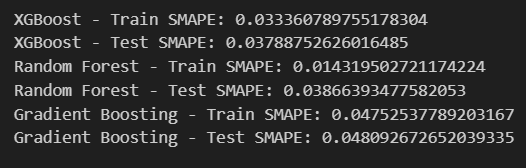 XGBoost - Train SMAPE: 0.033360789755178304
XGBoost - Test SMAPE: 0.03788752626016485
Random Forest - Train SMAPE: 0.014319502721174224
Random Forest - Test SMAPE: 0.03866393477582053
Gradient Boosting - Train SMAPE: 0.04752537789203167
Gradient Boosting - Test SMAPE: 0.048092672652039335